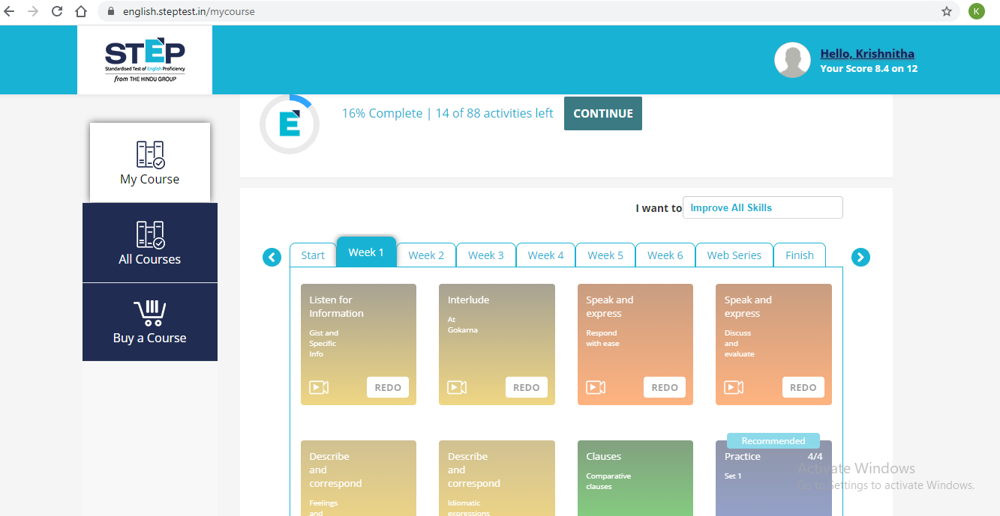 english.steptest.in/mycourse
K
STEP
Standardised Test of English Proficiency
from THE HINDU GROUP
Hello, Krishnitha
Your Score 8.4 on 12
E
16% Complete | 14 of 88 activities left
CONTINUE
My Course
All Courses
Buy a Course
I want to
Improve All Skills
Start
Week 1
Week 2
Week 3
Week 4
Week 5
Week 6
Web Series
Finish
Listen for
Information
Gist and
Specific
Info
REDO
Interlude
At
Gokarna
REDO
Speak and
express
Respond
with ease
REDO
Speak and
express
Discuss
and
evaluate
REDO
Describe
and
correspond
Feelings
and
Describe
and
correspond
Idiomatic
expressions
Clauses
Comparative
clauses
Recommended
Practice 4/4
Set 1
Activate Windows
Go to Settings to activate Windows.